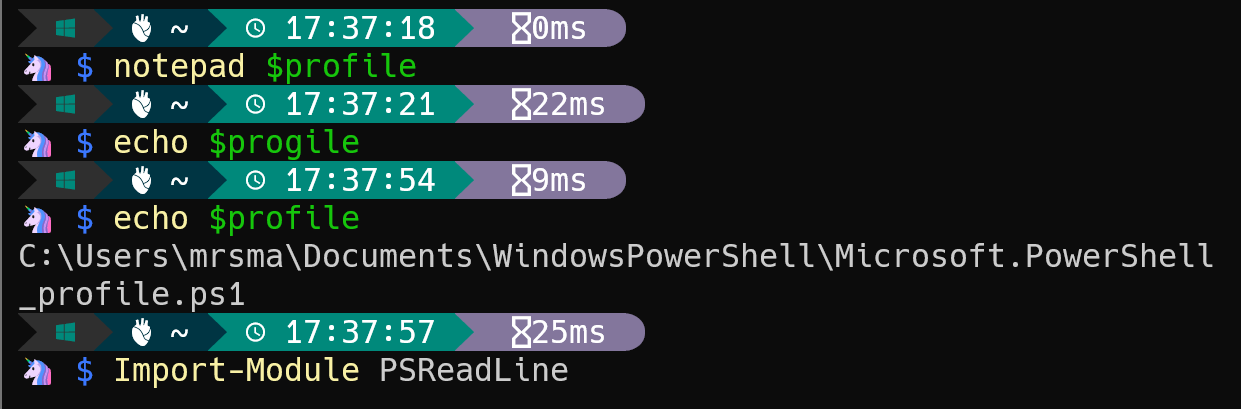 ~ 17:37:18 0ms
$ notepad $profile
~ 17:37:21 22ms
$ echo $progile
~ 17:37:54 9ms
$ echo $profile
C:\Users\mrsma\Documents\WindowsPowerShell\Microsoft.PowerShell
_profile.ps1
~ 17:37:57 25ms
$ Import-Module PSReadLine